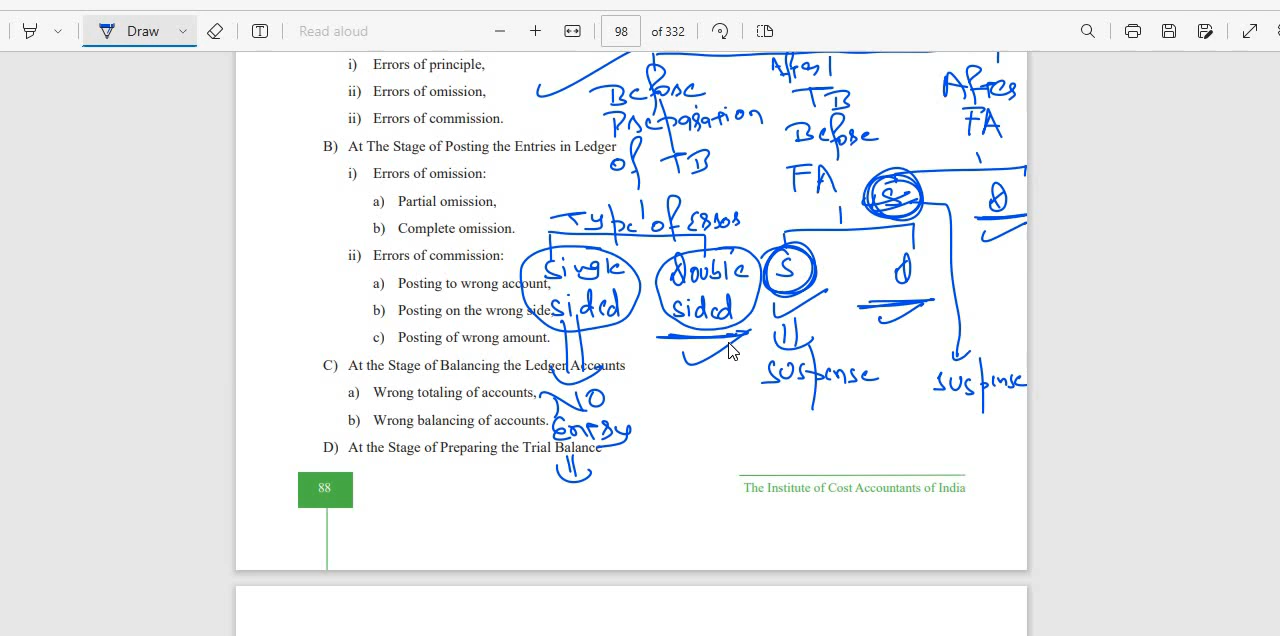 Draw
Read aloud
98 of 332
i) Errors of principle,
ii) Errors of omission,
ii) Errors of commission.
B) At The Stage of Posting the Entries in Ledger
i) Errors of omission:
a) Partial omission,
b) Complete omission.
ii) Errors of commission:
a) Posting to wrong account,
b) Posting on the wrong side,
c) Posting of wrong amount.
C) At the Stage of Balancing the Ledger Accounts
a) Wrong totaling of accounts,
b) Wrong balancing of accounts.
D) At the Stage of Preparing the Trial Balance
88
The Institute of Cost Accountants of India
Before
Preparation
of TB
Type of Errors
Single
sided
Double
sided
NO
Entry
After
TB
Before
FA
S
D
suspense
After
FA
S
D
suspense